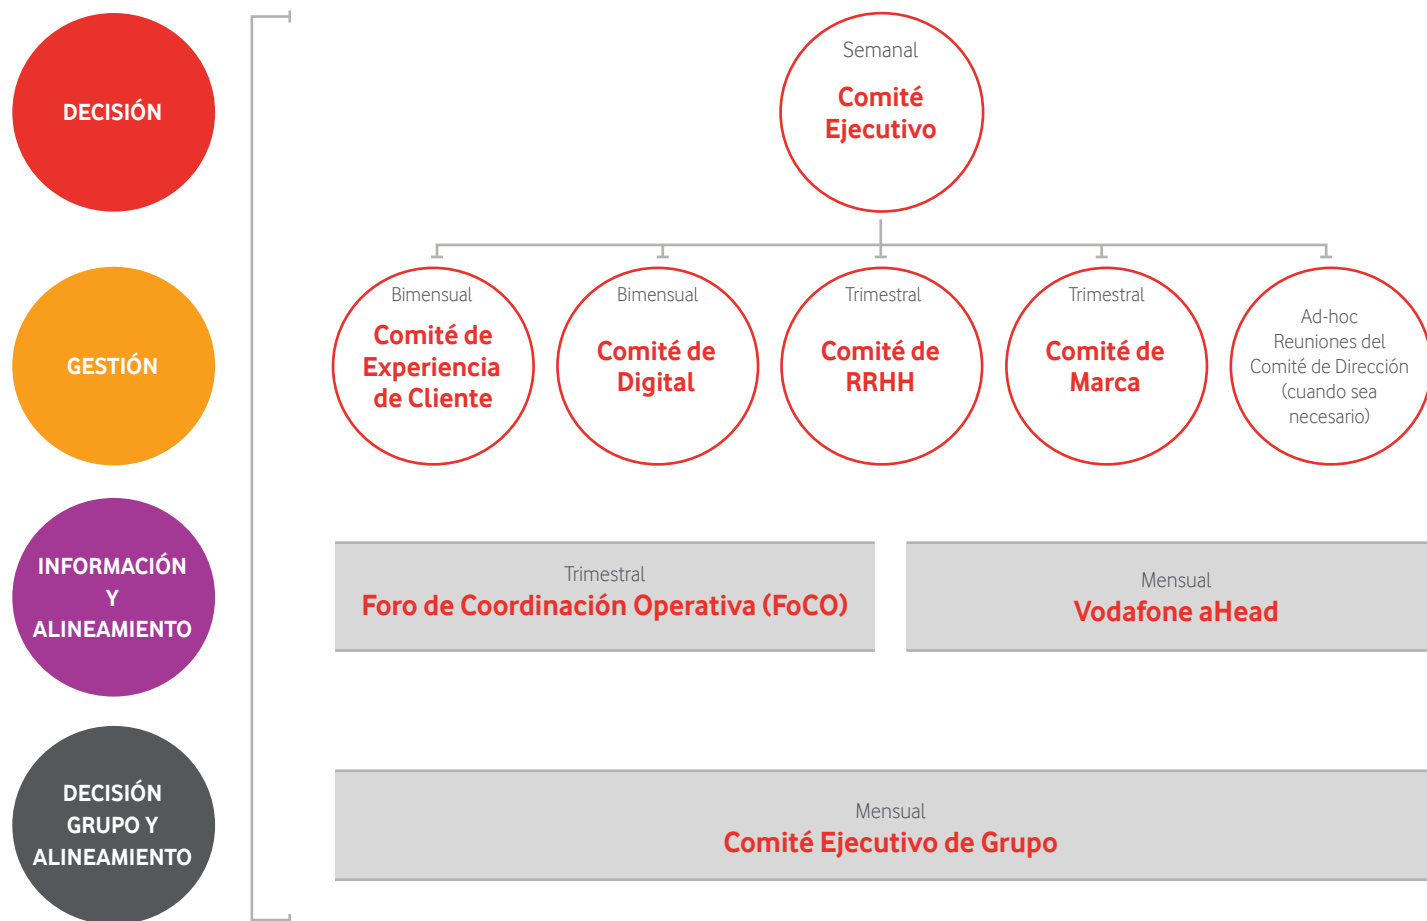 DECISIÓN
Semanal
Comité
Ejecutivo
GESTIÓN
Bimensual
Comité de
Experiencia
de Cliente
Bimensual
Comité de
Digital
Trimestral
Comité de
RRHH
Trimestral
Comité de
Marca
Ad-hoc
Reuniones del
Comité de Dirección
(cuando sea
necesario)
INFORMACIÓN
Y
ALINEAMIENTO
Trimestral
Foro de Coordinación Operativa (FoCO)
Mensual
Vodafone aHead
DECISIÓN
GRUPO Y
ALINEAMIENTO
Mensual
Comité Ejecutivo de Grupo